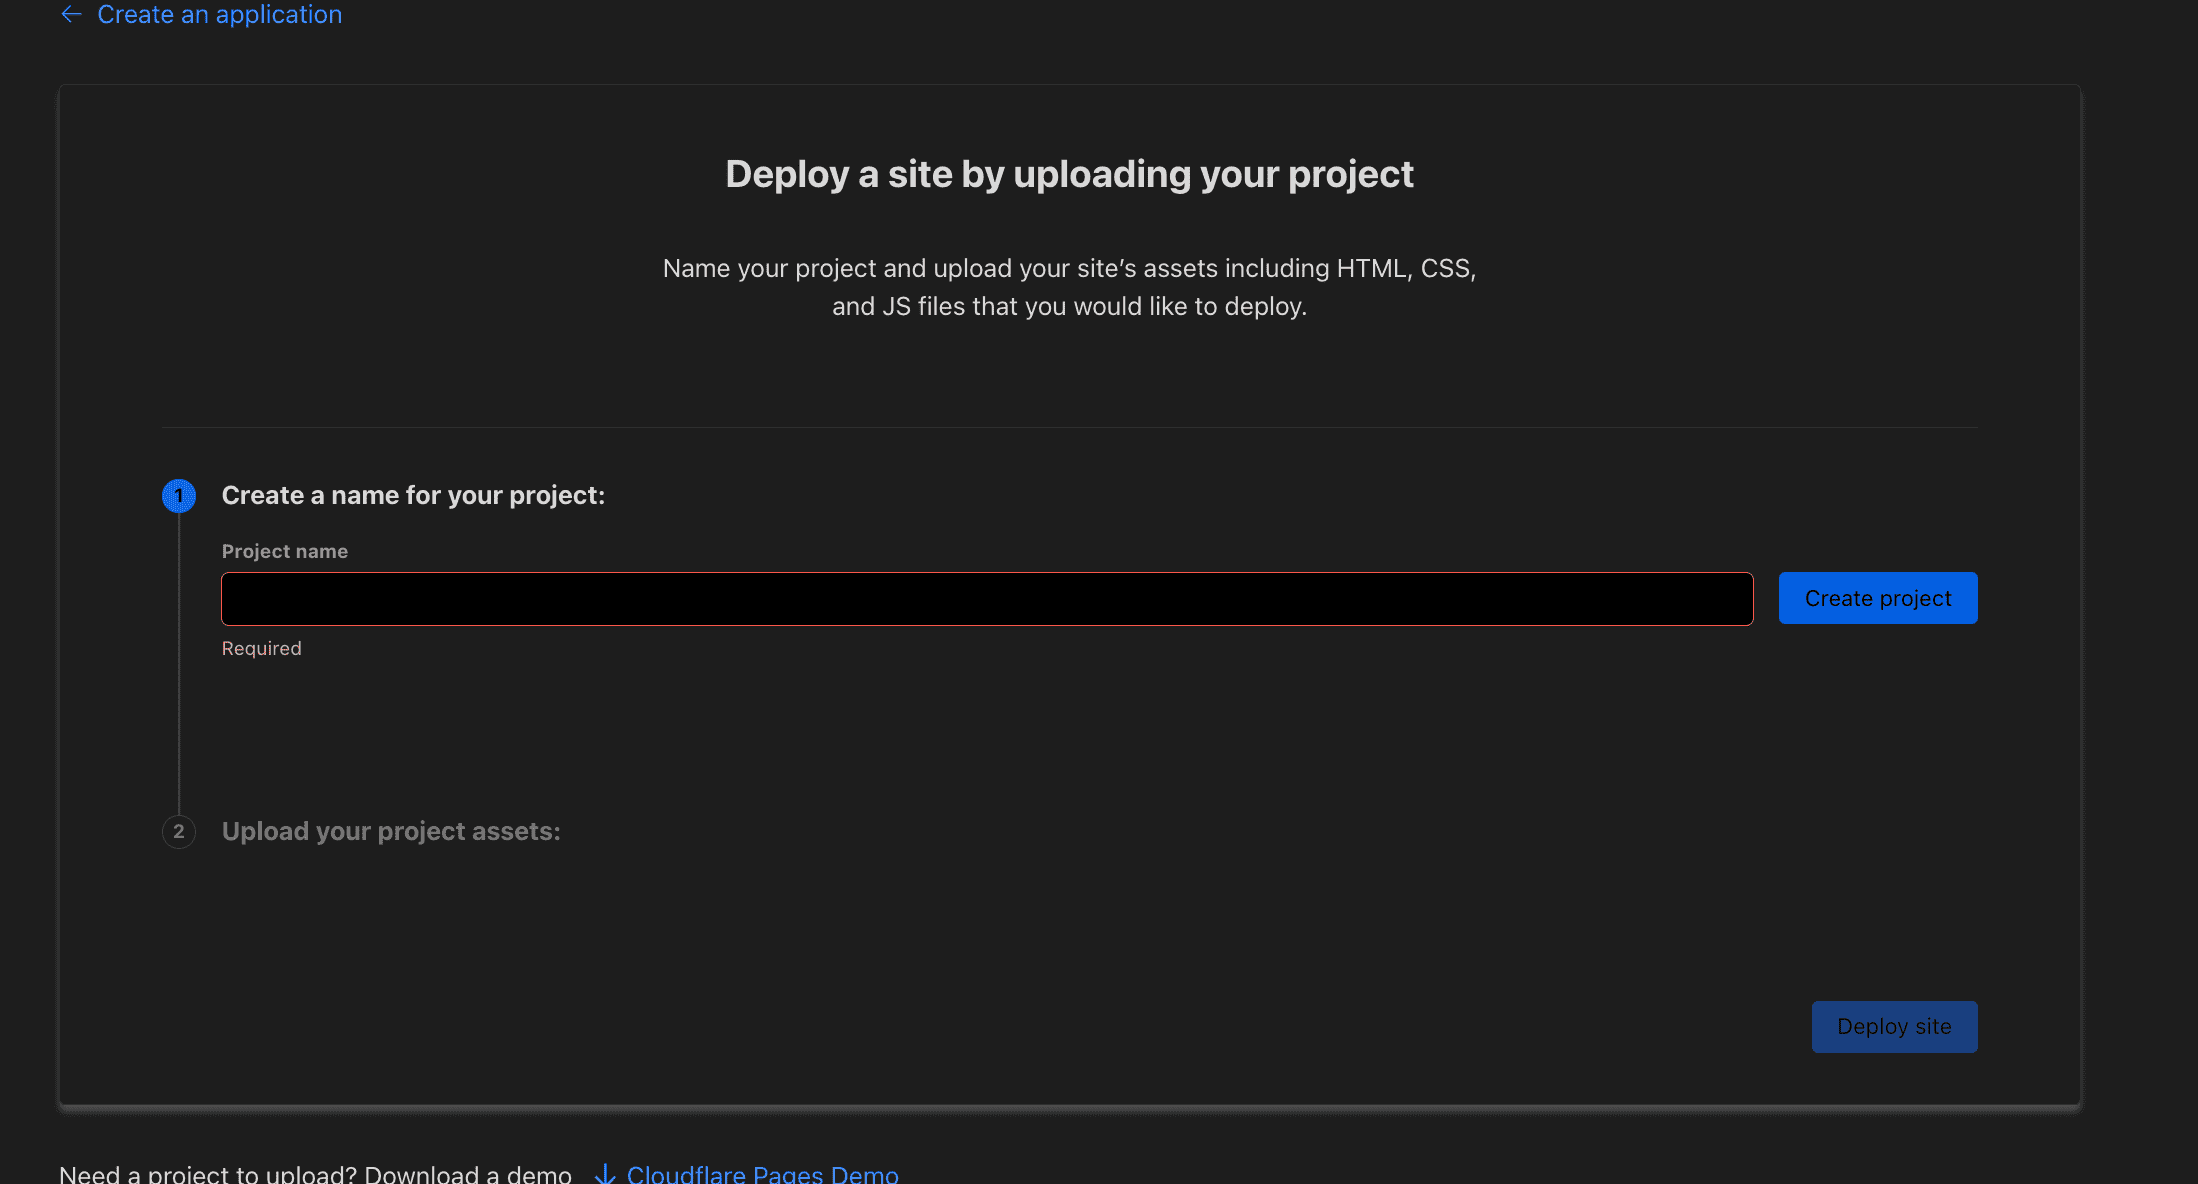 ← Create an application
Deploy a site by uploading your project
Name your project and upload your site’s assets including HTML, CSS,
and JS files that you would like to deploy.
1 Create a name for your project:
Project name
Create project
Required
2 Upload your project assets:
Deploy site
Need a project to upload? Download a demo ↓ Cloudflare Pages Demo